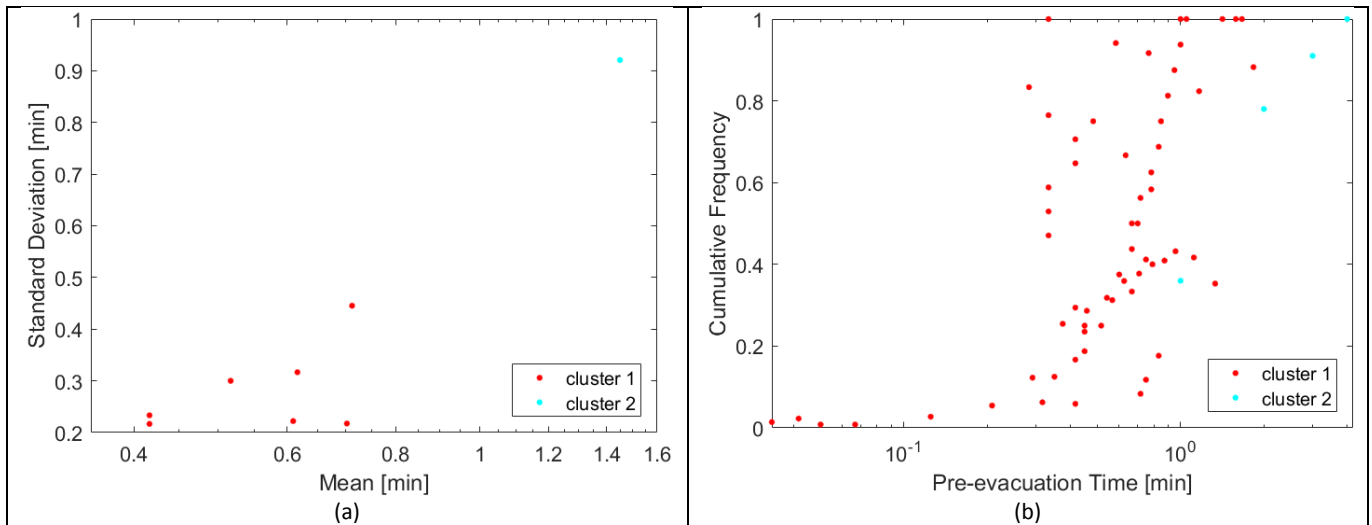 1
0.9
0.8
0.7
0.6
0.5
0.4
0.3
0.2
Standard Deviation [min]
0.4
0.6
0.8
1
1.2
1.4
1.6
Mean [min]
cluster 1
cluster 2
(a)
1
0.8
0.6
0.4
0.2
0
Cumulative Frequency
10^-1
10^0
Pre-evacuation Time [min]
cluster 1
cluster 2
(b)